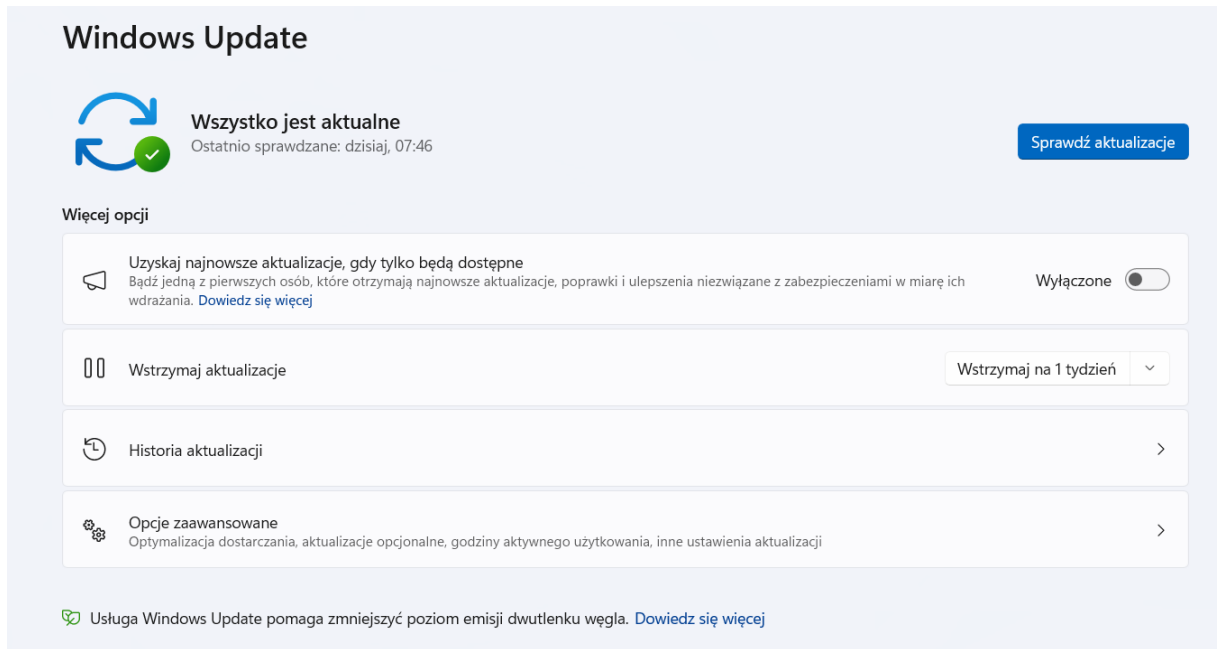 Windows Update
Wszystko jest aktualne
Ostatnio sprawdzane: dzisiaj, 07:46
Sprawdź aktualizacje
Więcej opcji
Uzyskaj najnowsze aktualizacje, gdy tylko będą dostępne
Bądź jedną z pierwszych osób, które otrzymają najnowsze aktualizacje, poprawki i ulepszenia niezwiązane z zabezpieczeniami w miarę ich
wdrażania. Dowiedz się więcej
Wyłączone
Wstrzymaj aktualizacje
Wstrzymaj na 1 tydzień
Historia aktualizacji
Opcje zaawansowane
Optymalizacja dostarczania, aktualizacje opcjonalne, godziny aktywnego użytkowania, inne ustawienia aktualizacji
Usługa Windows Update pomaga zmniejszyć poziom emisji dwutlenku węgla. Dowiedz się więcej